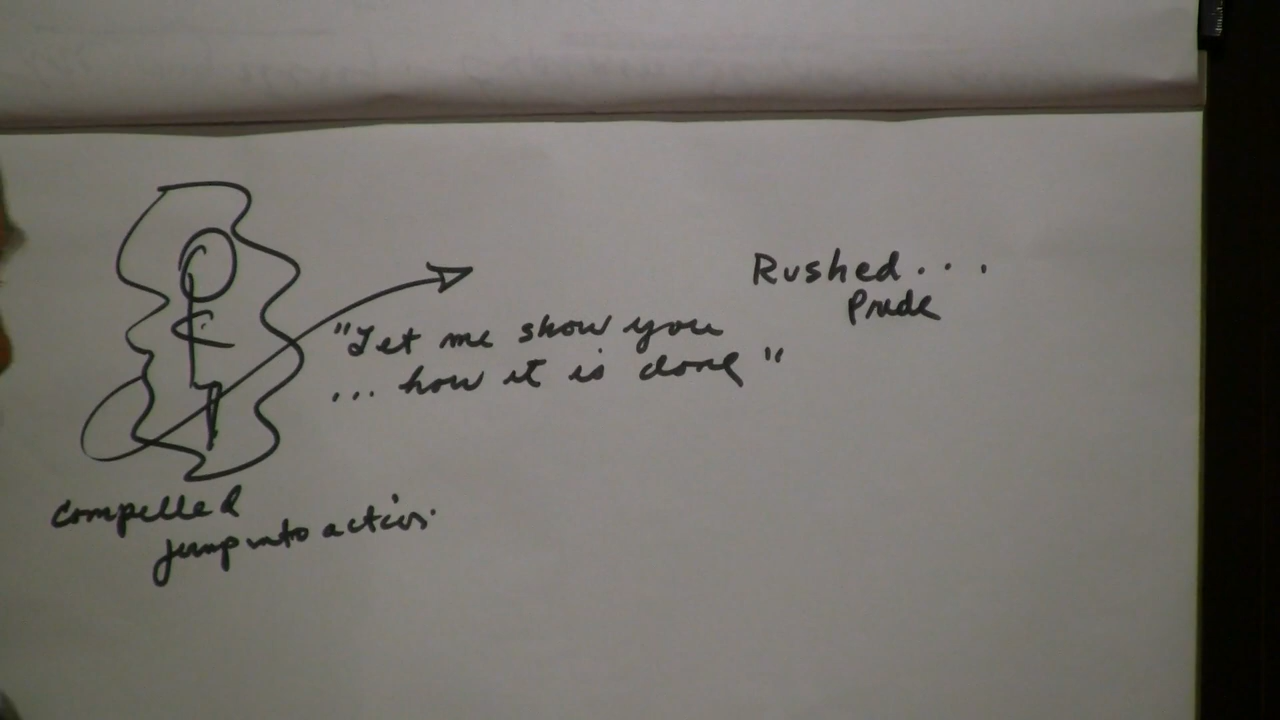 Rushed...
Pride
"Let me show you
... how it is done"
compelled
jump into action.